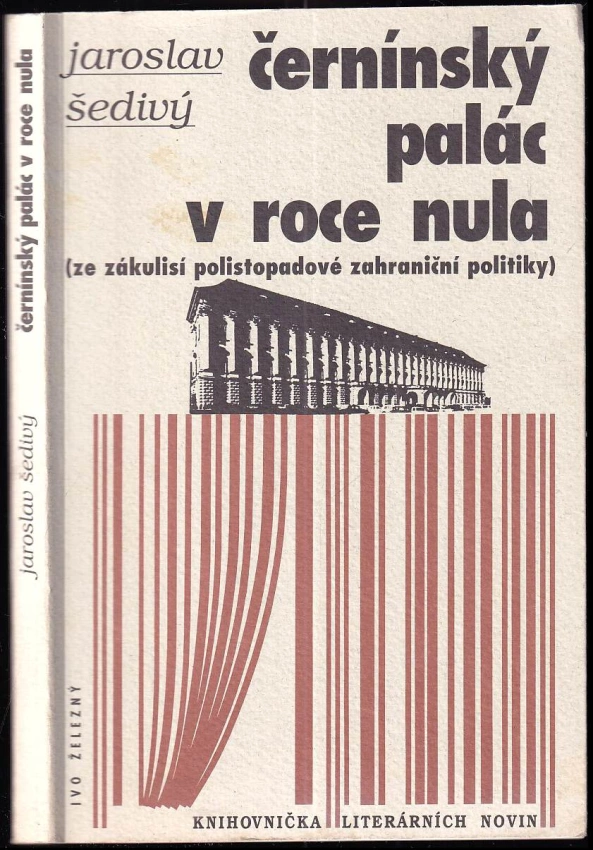 jaroslav
šedivý
černínský
palác
v roce nula
(ze zákulisí polistopadové zahraniční politiky)
IVO ŽELEZNÝ
KNIHOVNIČKA LITERÁRNÍCH NOVIN
černínský palác v roce nula
jaroslav šedivý